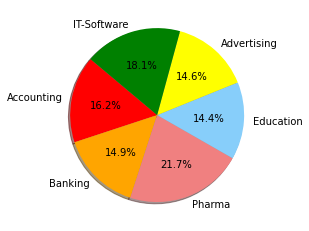 IT-Software
18.1%
Advertising
14.6%
Accounting
16.2%
14.4%
Education
14.9%
Banking
21.7%
Pharma